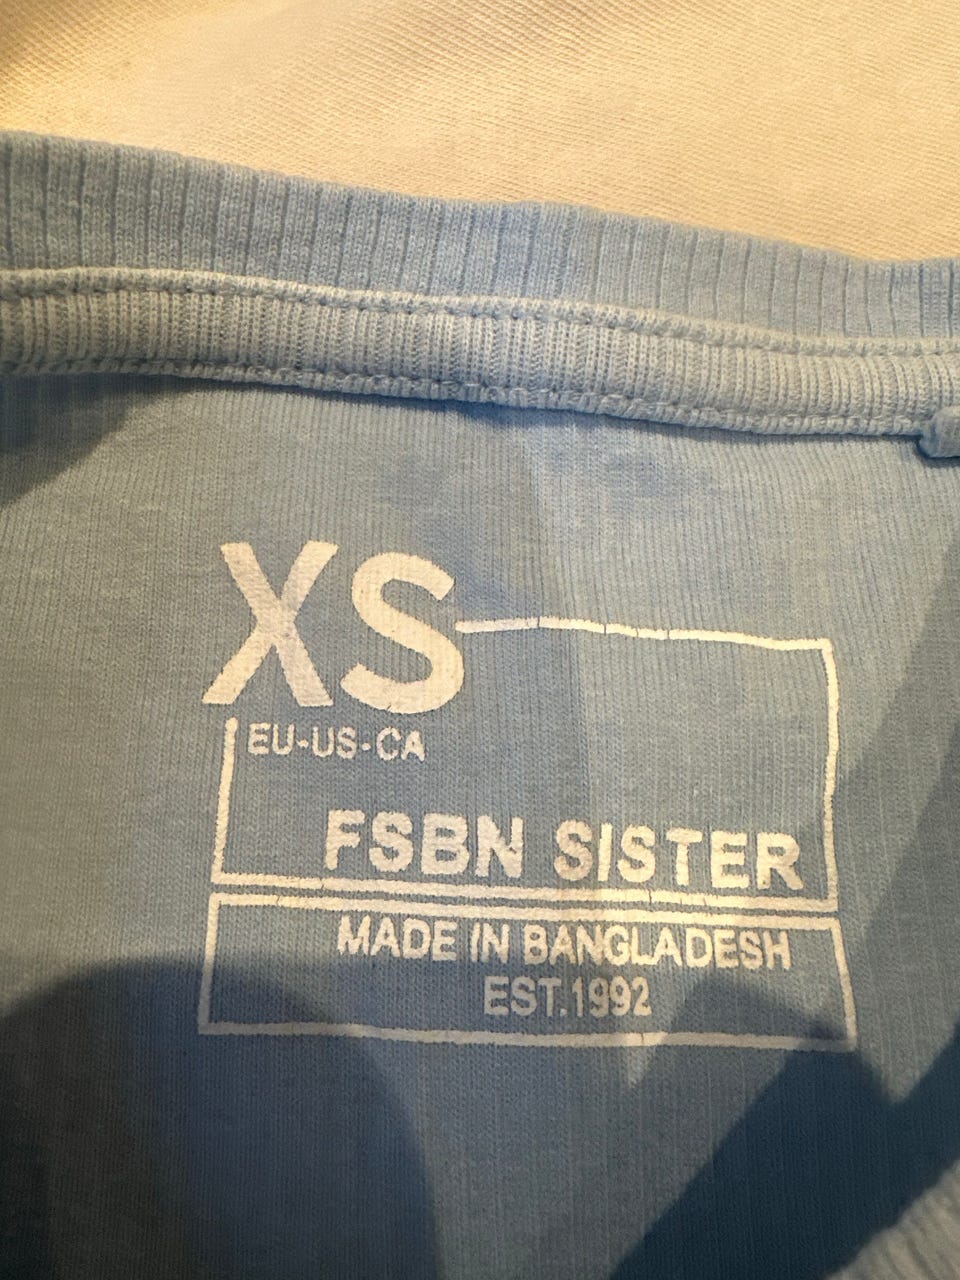 XS
EU-US-CA
FSBN SISTER
MADE IN BANGLADESH
EST.1992